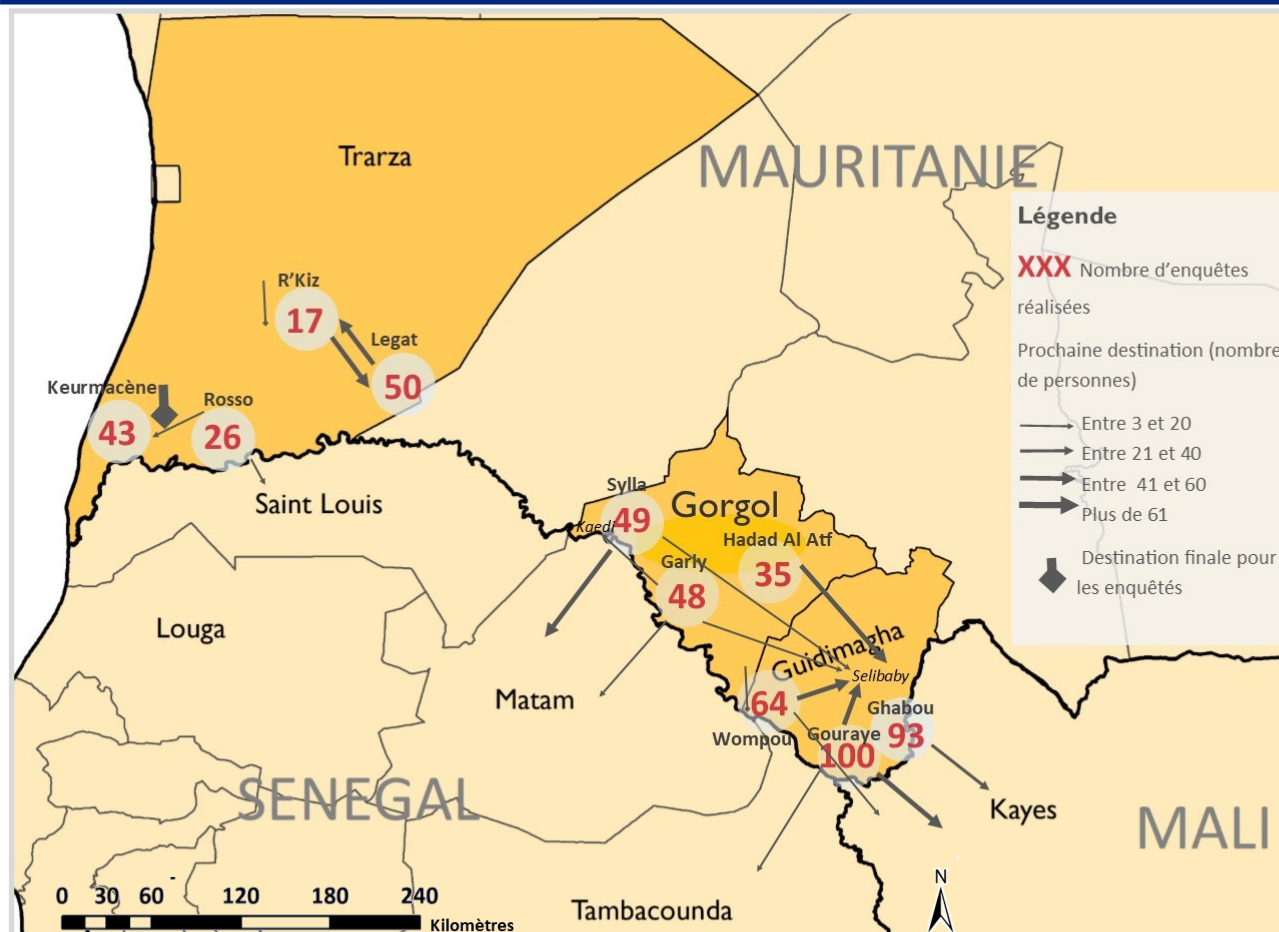 Trarza
MAURITANIE
Légende
XXX Nombre d'enquêtes
réalisées
Prochaine destination (nombre
de personnes)
Entre 3 et 20
Entre 21 et 40
Entre 41 et 60
Plus de 61
Destination finale pour
les enquêtés
R'Kiz
17
Legat
50
Keurmacène
43
Rosso
26
Saint Louis
Sylla
49
Kaedi
Gorgol
Hadad Al Atf
35
Garly
48
Louga
Guidimagha
Selibaby
Matam
64
Wompou
Ghabou
93
Gouraye
100
SENEGAL
Kayes
MALI
N
Tambacounda
0 30 60 120 180 240
Kilomètres